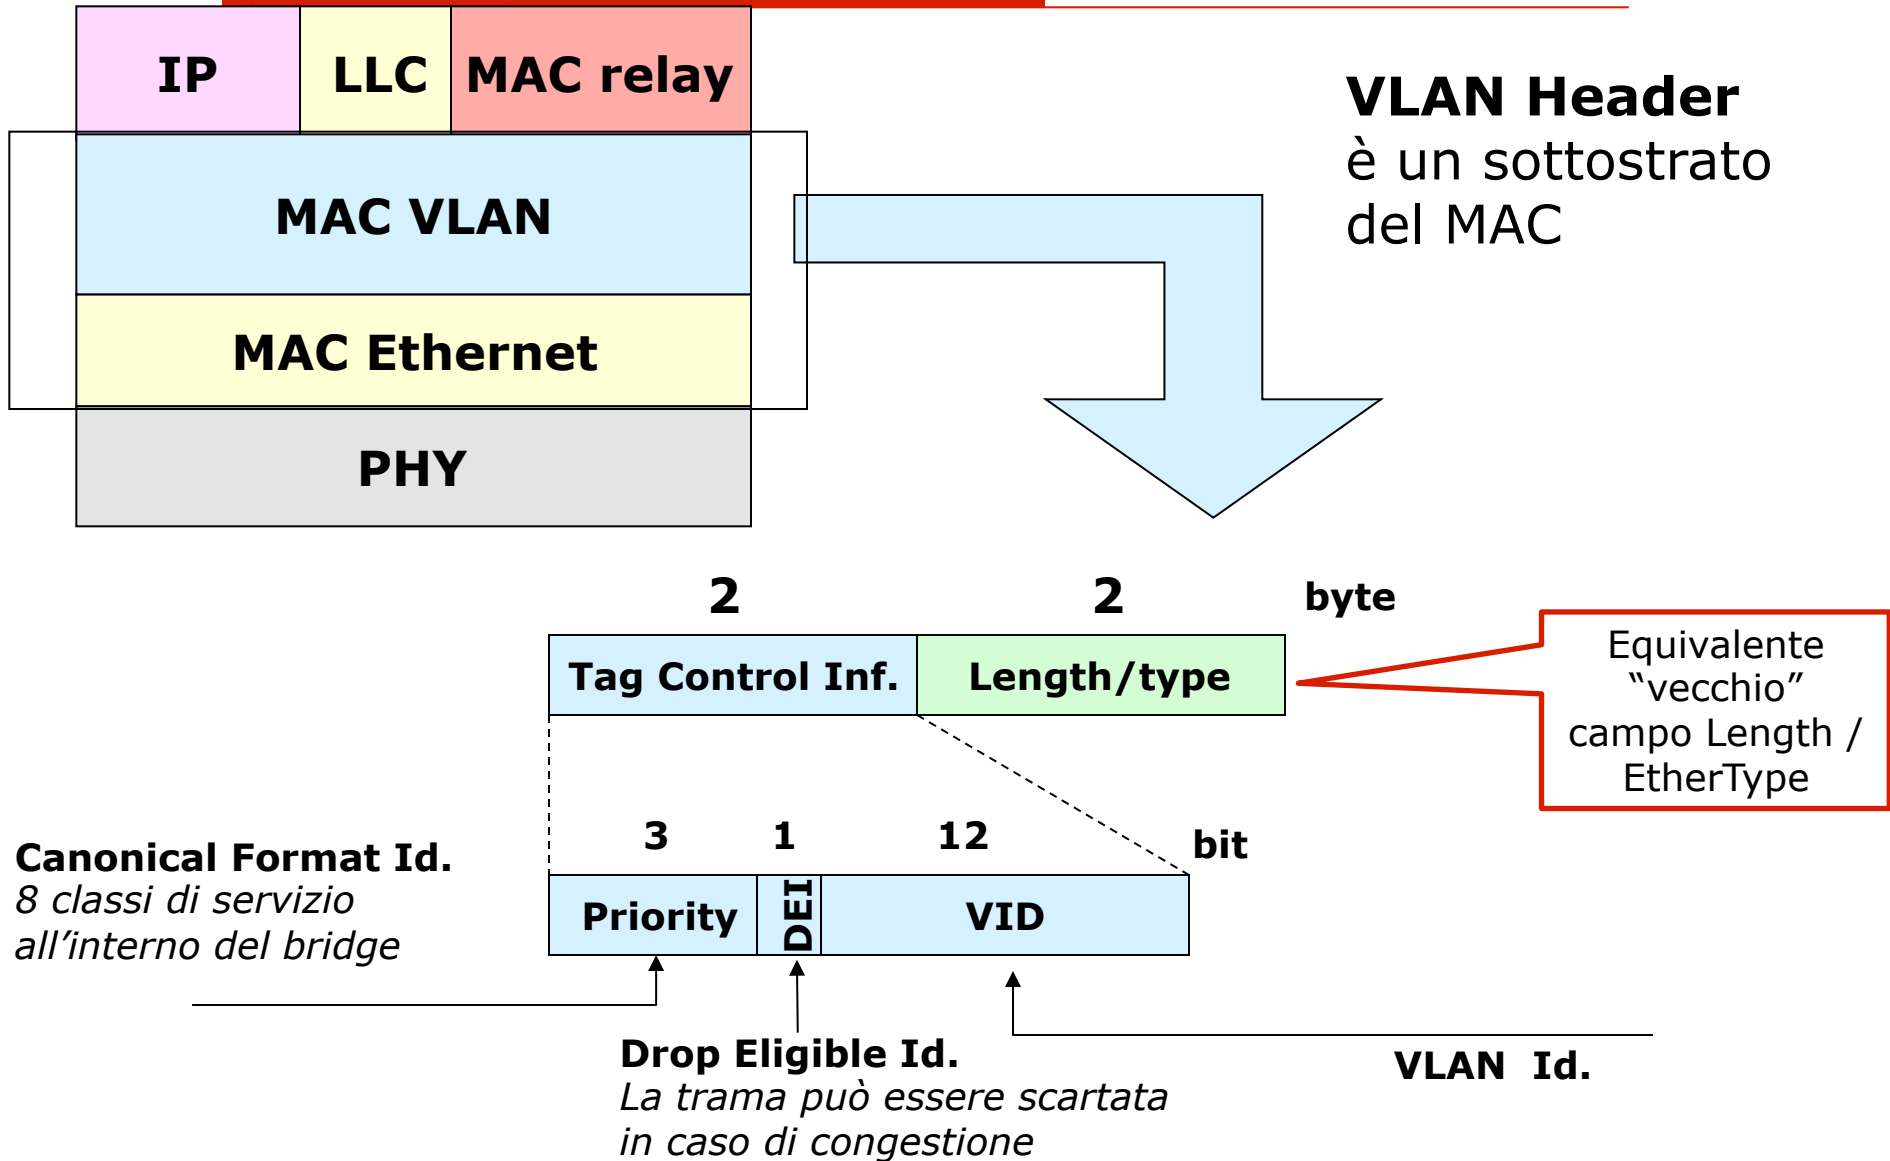 IP LLC MAC relay
MAC VLAN
MAC Ethernet
PHY
VLAN Header
è un sottostrato
del MAC
2 2 byte
Tag Control Inf. Length/type
Equivalente
“vecchio”
campo Length /
EtherType
3 1 12 bit
Priority DEI VID
Canonical Format Id.
8 classi di servizio
all’interno del bridge
Drop Eligible Id.
La trama può essere scartata
in caso di congestione
VLAN Id.